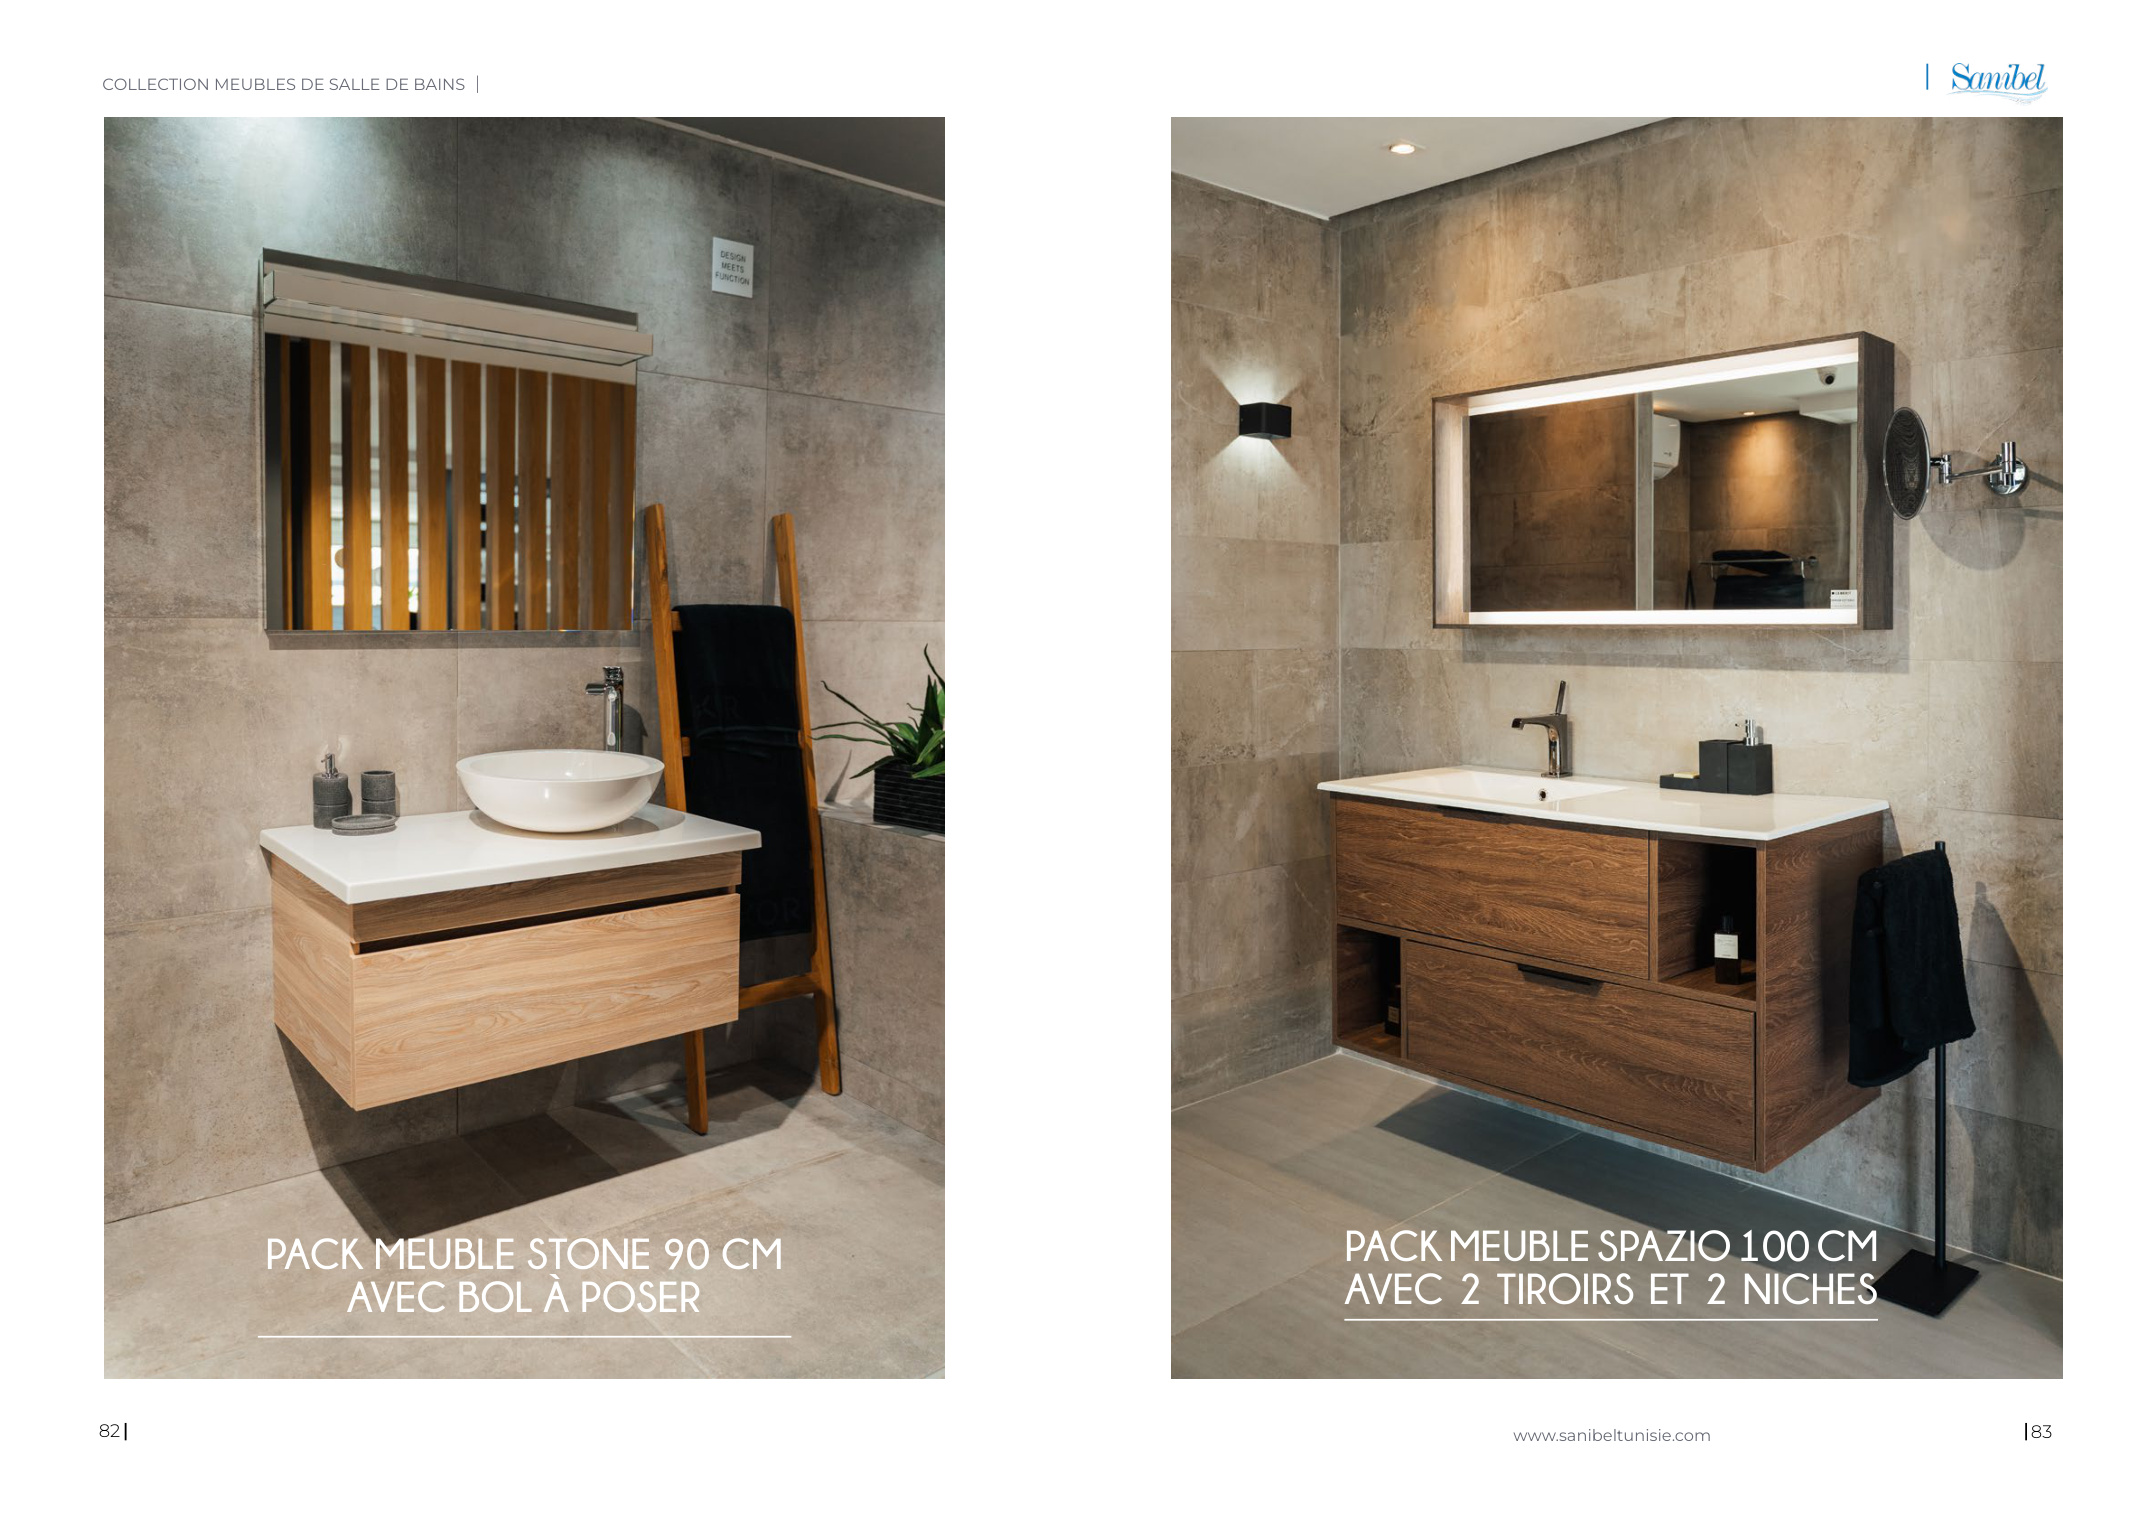 COLLECTION MEUBLES DE SALLE DE BAINS
DESIGN
MEETS
FUNCTION
PACK MEUBLE STONE 90 CM
AVEC BOL À POSER
82
Sanibel
PACK MEUBLE SPAZIO 100 CM
AVEC 2 TIROIRS ET 2 NICHES
www.sanibeltunisie.com
83